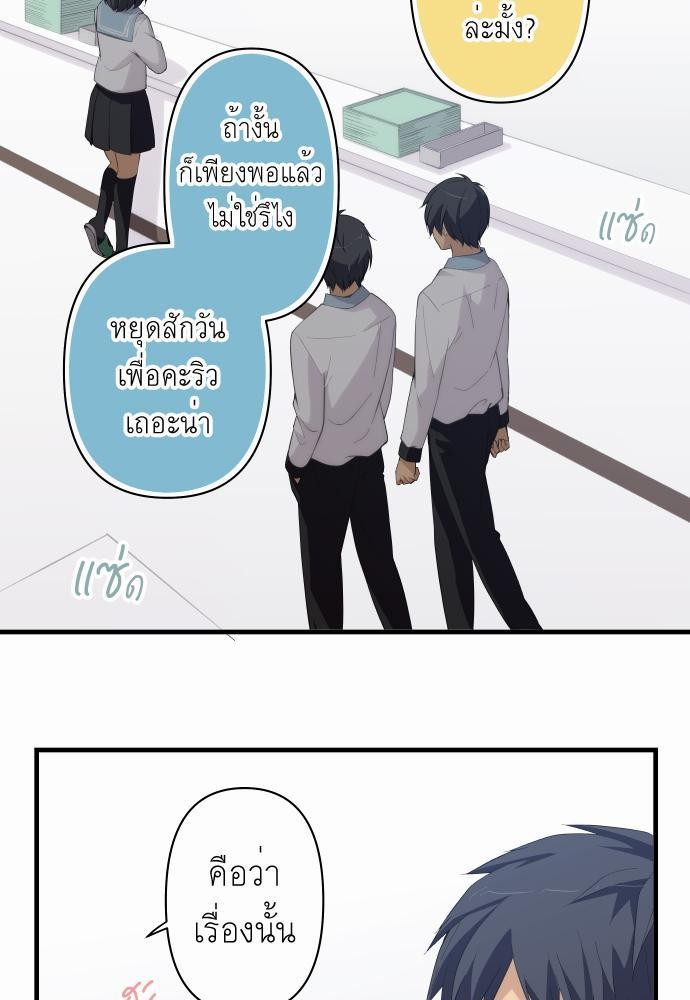 ล่ะมั้ง?
ถ้างั้น
ก็เพียงพอแล้ว
ไม่ใช่รึไง
แซ่ด
หยุดสักวัน
เพื่อคะริว
เถอะน่า
แซ่ด
คือว่า
เรื่องนั้น